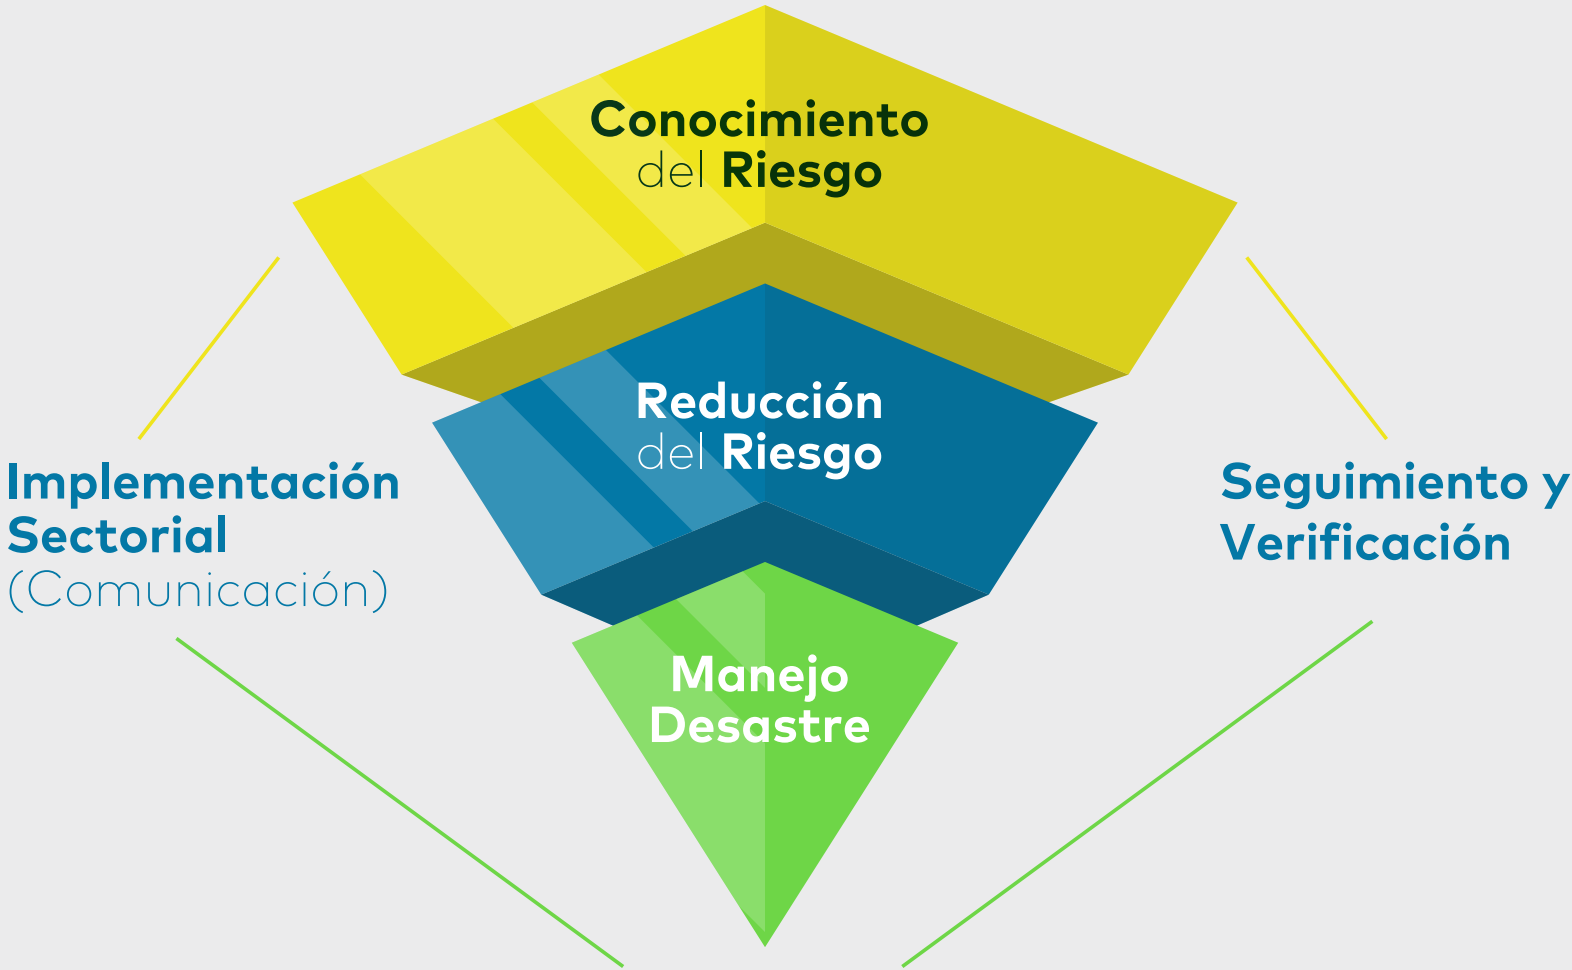 Conocimiento
del Riesgo
Reducción
del Riesgo
Implementación
Sectorial
(Comunicación)
Seguimiento y
Verificación
Manejo
Desastre